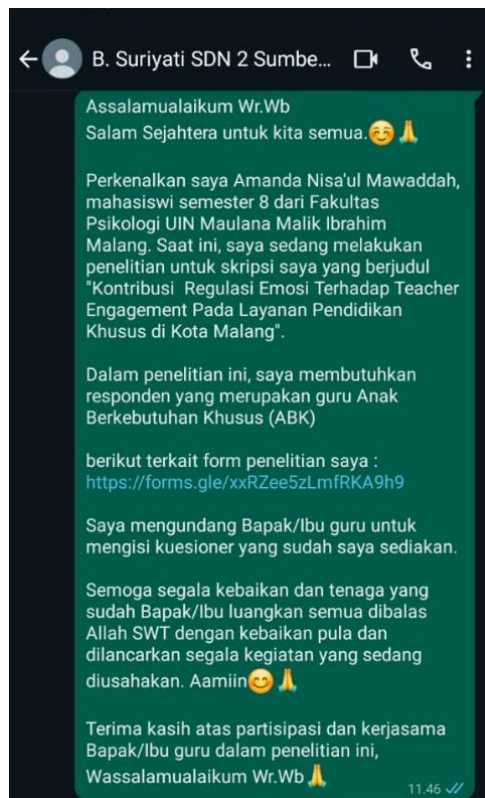 B. Suriyati SDN 2 Sumbe...
Assalamualaikum Wr.Wb
Salam Sejahtera untuk kita semua.😊🙏
Perkenalkan saya Amanda Nisa'ul Mawaddah,
mahasiswi semester 8 dari Fakultas
Psikologi UIN Maulana Malik Ibrahim
Malang. Saat ini, saya sedang melakukan
penelitian untuk skripsi saya yang berjudul
"Kontribusi Regulasi Emosi Terhadap Teacher
Engagement Pada Layanan Pendidikan
Khusus di Kota Malang".
Dalam penelitian ini, saya membutuhkan
responden yang merupakan guru Anak
Berkebutuhan Khusus (ABK)
berikut terkait form penelitian saya :
https://forms.gle/xxRZee5zLmfRKA9h9
Saya mengundang Bapak/Ibu guru untuk
mengisi kuesioner yang sudah saya sediakan.
Semoga segala kebaikan dan tenaga yang
sudah Bapak/Ibu luangkan semua dibalas
Allah SWT dengan kebaikan pula dan
dilancarkan segala kegiatan yang sedang
diusahakan. Aamiin😊🙏
Terima kasih atas partisipasi dan kerjasama
Bapak/Ibu guru dalam penelitian ini,
Wassalamualaikum Wr.Wb🙏
11.46